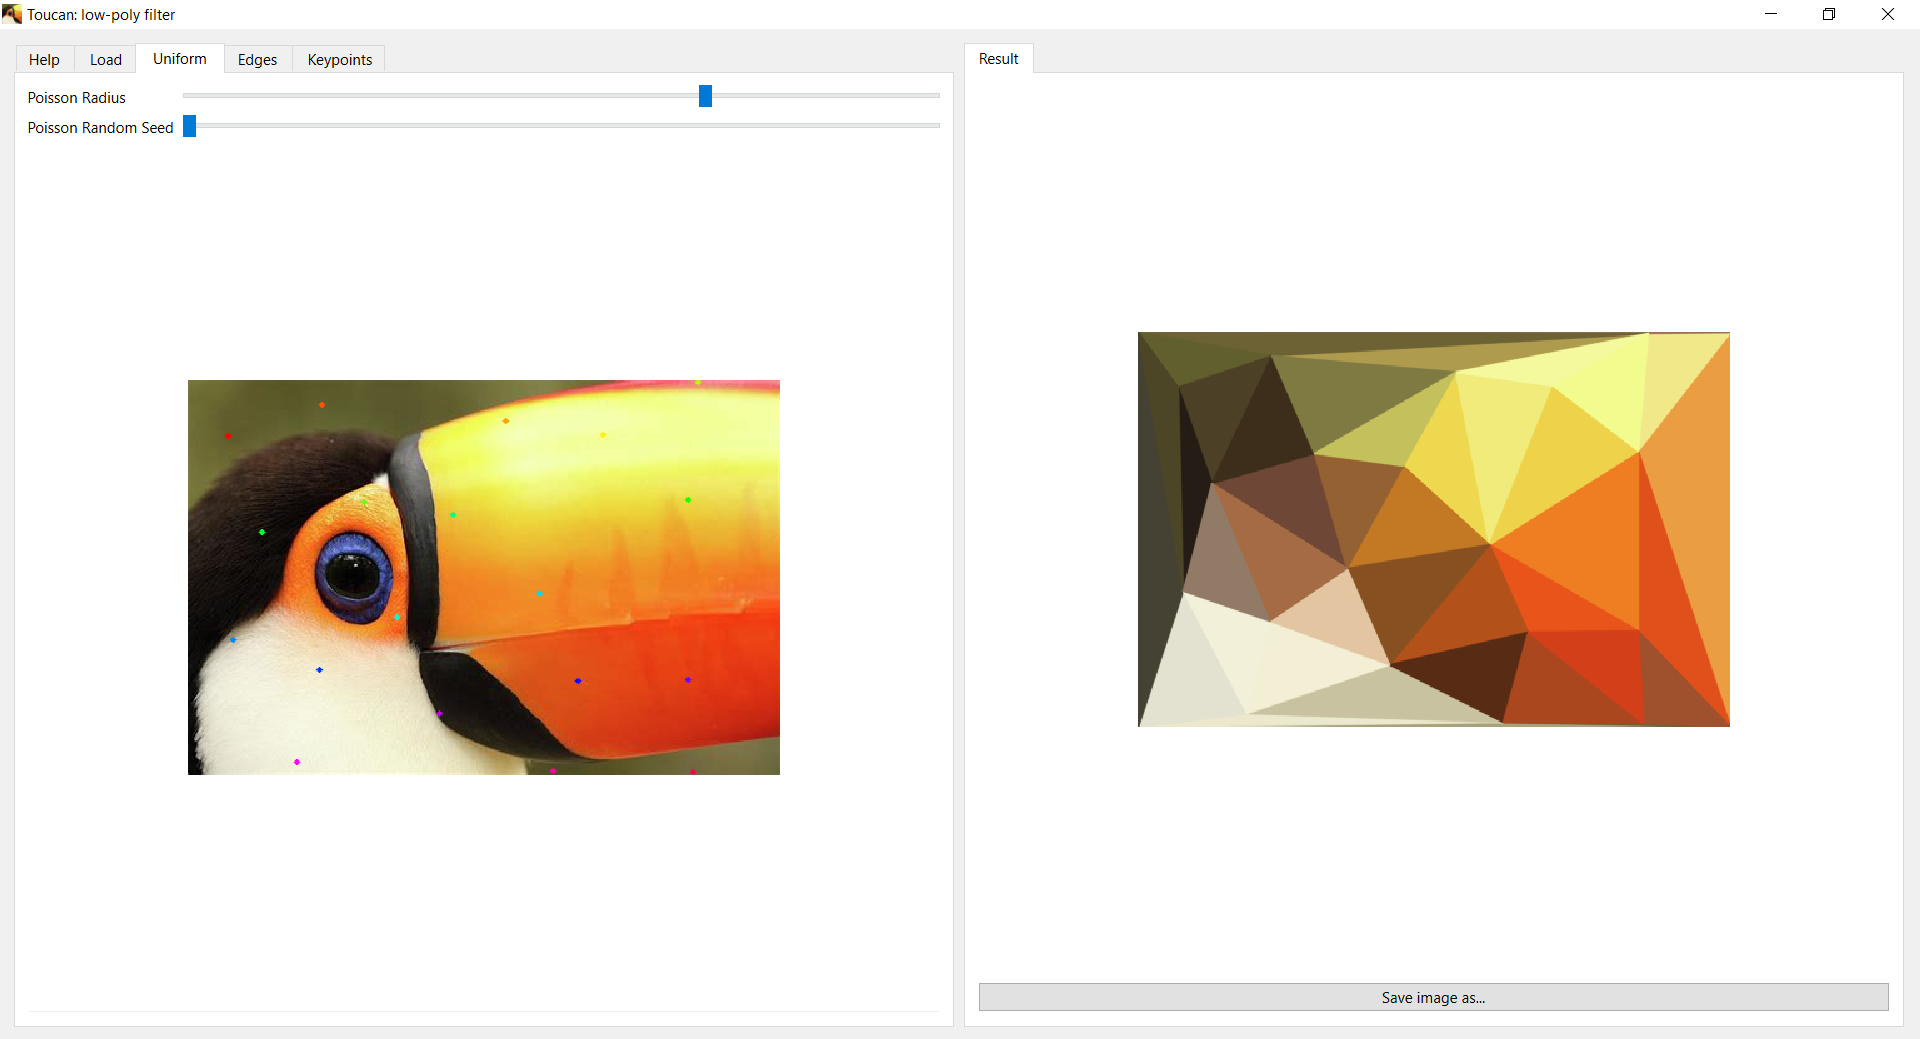 Toucan: low-poly filter
Help Load Uniform Edges Keypoints
Result
Poisson Radius
Poisson Random Seed
Save image as...